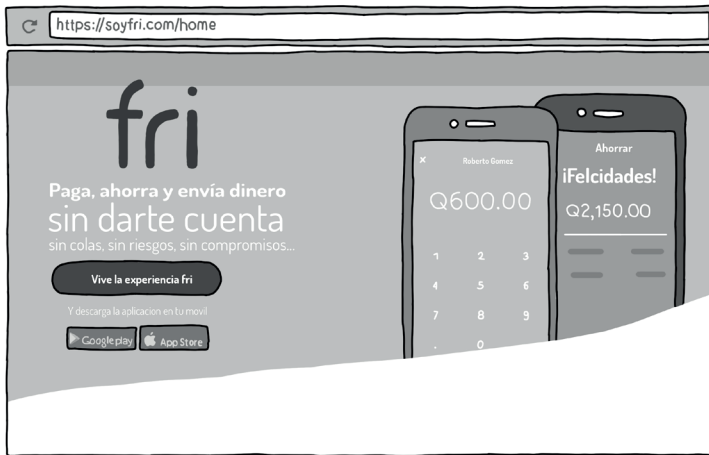 https://soyfri.com/home
fri
Paga, ahorra y envía dinero
sin darte cuenta
sin colas, sin riesgos, sin compromisos...
Vive la experiencia fri
Y descarga la aplicacion en tu movil
Google play
App Store
x Roberto Gomez
Q600.00
1 2 3
4 5 6
7 8 9
. 0
Ahorrar
¡Felcidades!
Q2,150.00